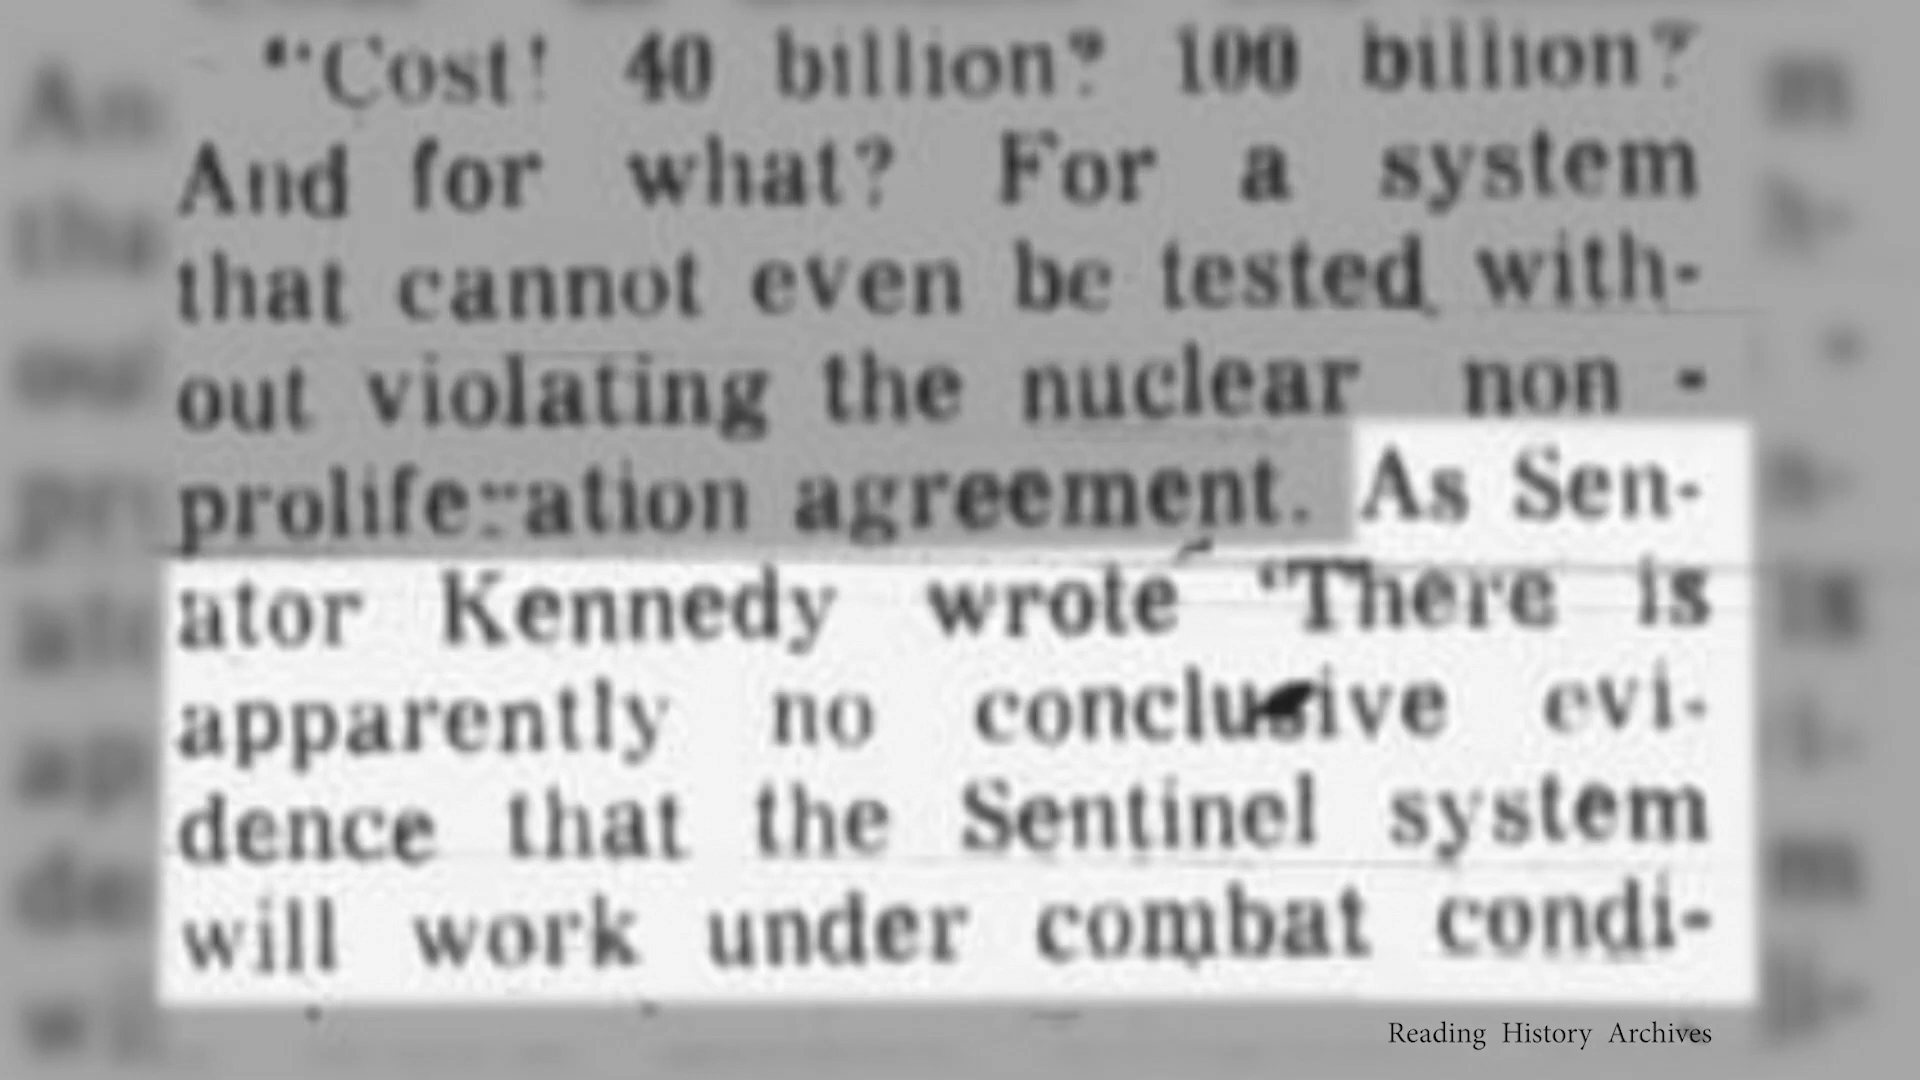 “Cost! 40 billion? 100 billion?
And for what? For a system
that cannot even be tested with-
out violating the nuclear non -
proliferation agreement. As Sen-
ator Kennedy wrote ‘There is
apparently no conclusive evi-
dence that the Sentinel system
will work under combat condi-
Reading History Archives